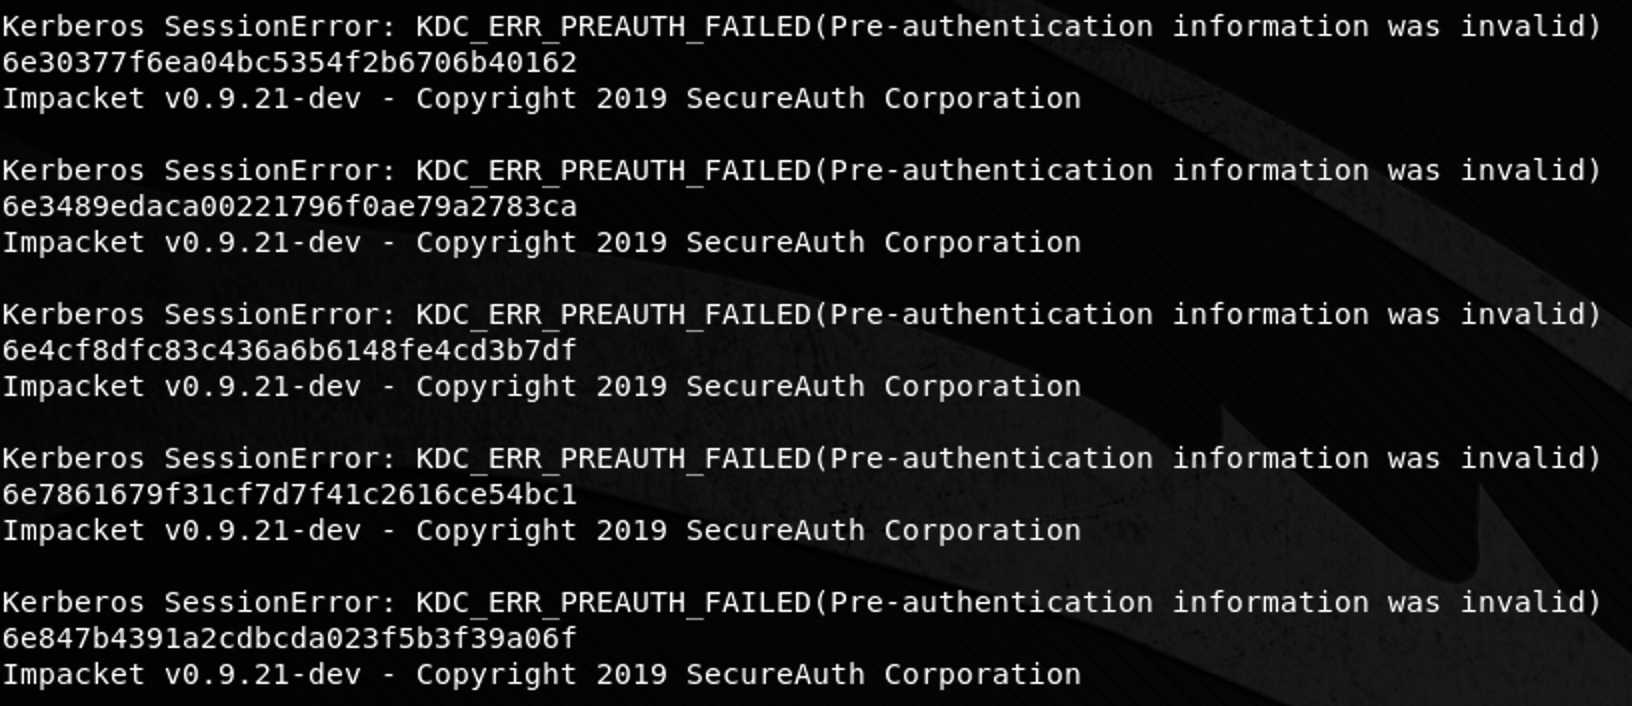 Kerberos SessionError: KDC_ERR_PREAUTH_FAILED(Pre-authentication information was invalid)
6e30377f6ea04bc5354f2b6706b40162
Impacket v0.9.21-dev - Copyright 2019 SecureAuth Corporation
Kerberos SessionError: KDC_ERR_PREAUTH_FAILED(Pre-authentication information was invalid)
6e3489edaca00221796f0ae79a2783ca
Impacket v0.9.21-dev - Copyright 2019 SecureAuth Corporation
Kerberos SessionError: KDC_ERR_PREAUTH_FAILED(Pre-authentication information was invalid)
6e4cf8dfc83c436a6b6148fe4cd3b7df
Impacket v0.9.21-dev - Copyright 2019 SecureAuth Corporation
Kerberos SessionError: KDC_ERR_PREAUTH_FAILED(Pre-authentication information was invalid)
6e7861679f31cf7d7f41c2616ce54bc1
Impacket v0.9.21-dev - Copyright 2019 SecureAuth Corporation
Kerberos SessionError: KDC_ERR_PREAUTH_FAILED(Pre-authentication information was invalid)
6e847b4391a2cdbcda023f5b3f39a06f
Impacket v0.9.21-dev - Copyright 2019 SecureAuth Corporation